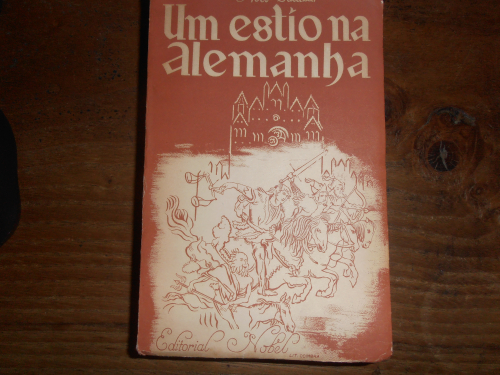 Um estio na
alemanha
Editorial Nobel